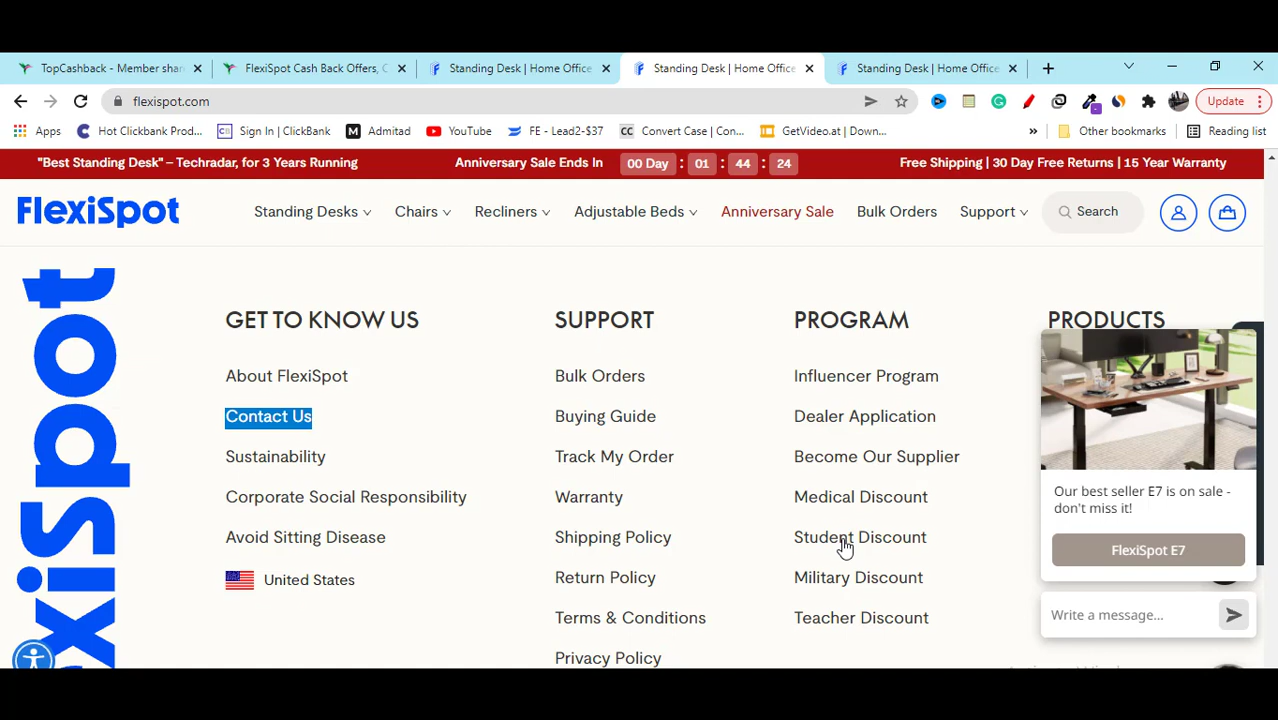 TopCashback - Member shar
FlexiSpot Cash Back Offers, C
Standing Desk | Home Office
Standing Desk | Home Office
Standing Desk | Home Office
flexispot.com
Update
Apps
Hot Clickbank Prod...
Sign In | ClickBank
Admitad
YouTube
FE - Lead2-$37
CC Convert Case | Con...
GetVideo.at | Down...
»
Other bookmarks
Reading list
"Best Standing Desk" – Techradar, for 3 Years Running
Anniversary Sale Ends In 00 Day : 01 : 44 : 24
Free Shipping | 30 Day Free Returns | 15 Year Warranty
FlexiSpot
Standing Desks
Chairs
Recliners
Adjustable Beds
Anniversary Sale
Bulk Orders
Support
Search
xispot
GET TO KNOW US
About FlexiSpot
Contact Us
Sustainability
Corporate Social Responsibility
Avoid Sitting Disease
United States
SUPPORT
Bulk Orders
Buying Guide
Track My Order
Warranty
Shipping Policy
Return Policy
Terms & Conditions
Privacy Policy
PROGRAM
Influencer Program
Dealer Application
Become Our Supplier
Medical Discount
Student Discount
Military Discount
Teacher Discount
PRODUCTS
Our best seller E7 is on sale -
don't miss it!
FlexiSpot E7
Write a message...